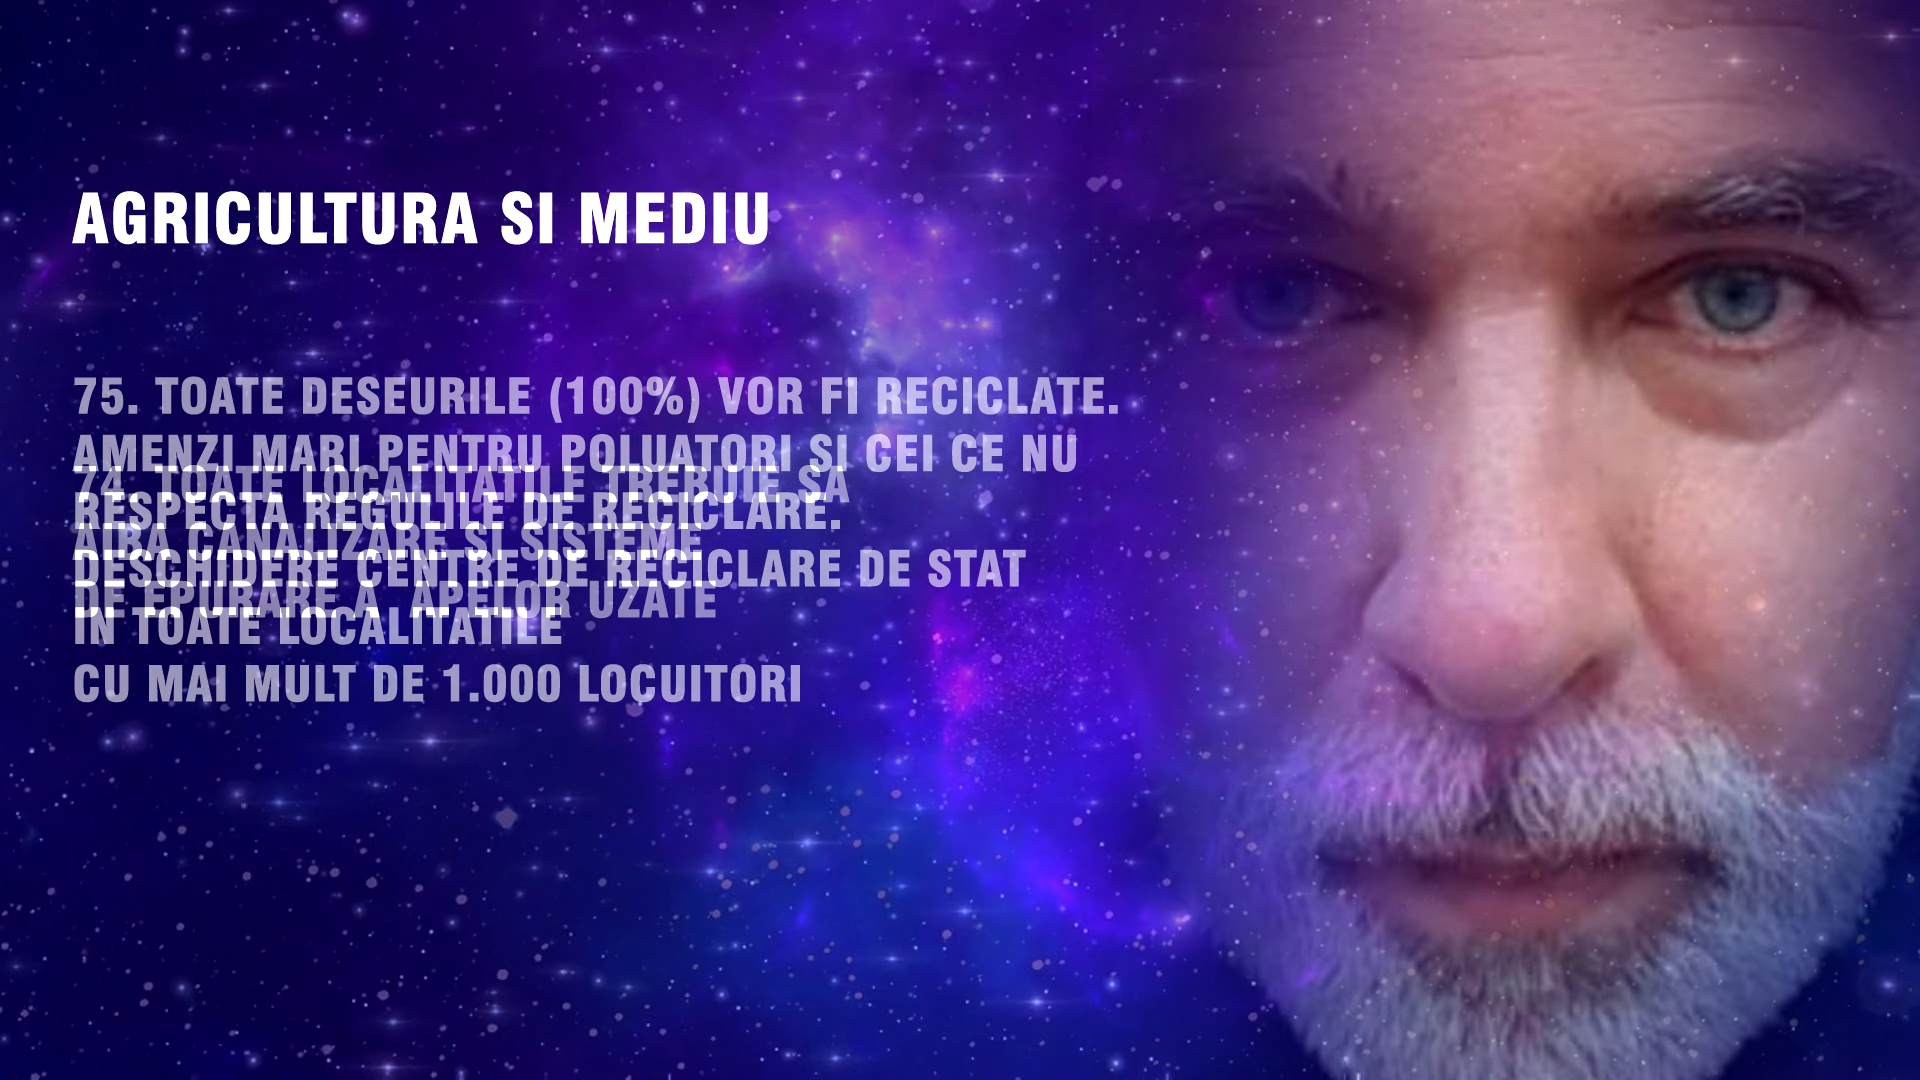 AGRICULTURA SI MEDIU
75. TOATE DESEURILE (100%) VOR FI RECICLATE.
AMENZI MARI PENTRU POLUATORI SI CEI CE NU
RESPECTA REGULILE DE RECICLARE.
DESCHIDERE CENTRE DE RECICLARE DE STAT
IN TOATE LOCALITATILE
CU MAI MULT DE 1.000 LOCUITORI
74. TOATE LOCALITATILE TREBUIE SA
AIBA CANALIZARE SI SISTEME
DE EPURARE A APELOR UZATE